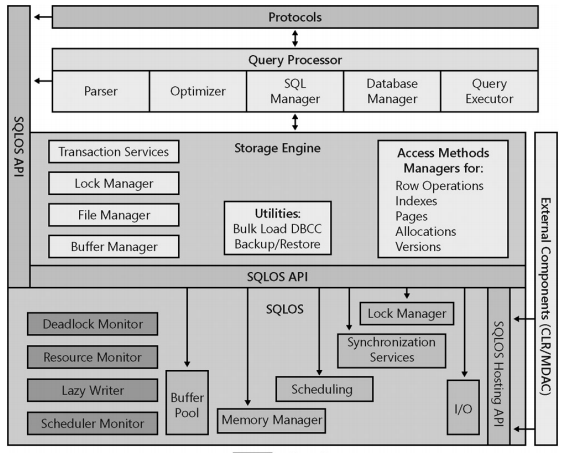 Protocols
Query Processor
Parser
Optimizer
SQL
Manager
Database
Manager
Query
Executor
SQLOS API
Storage Engine
Transaction Services
Lock Manager
File Manager
Buffer Manager
Utilities:
Bulk Load DBCC
Backup/Restore
Access Methods
Managers for:
Row Operations
Indexes
Pages
Allocations
Versions
External Components (CLR/MDAC)
SQLOS API
SQLOS
Deadlock Monitor
Resource Monitor
Lazy Writer
Scheduler Monitor
Buffer
Pool
Memory Manager
Scheduling
Synchronization
Services
Lock Manager
I/O
SQLOS Hosting API